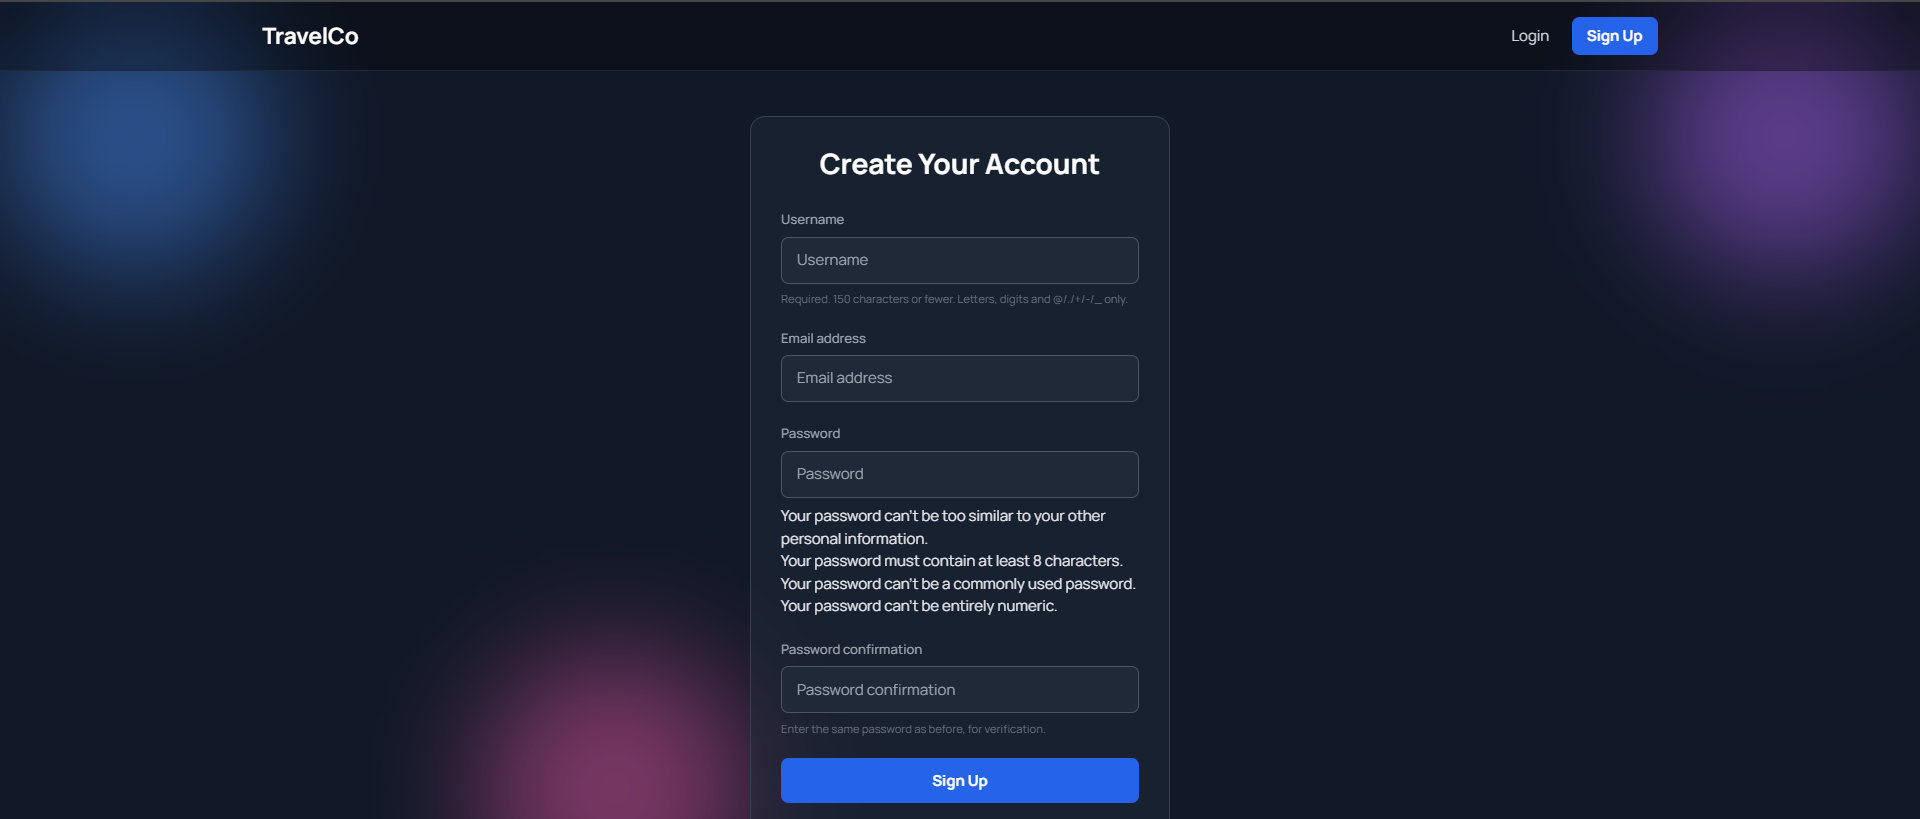 TravelCo
Login
Sign Up
Create Your Account
Username
Username
Required. 150 characters or fewer. Letters, digits and @/./+/-/_ only.
Email address
Email address
Password
Password
Your password can't be too similar to your other
personal information.
Your password must contain at least 8 characters.
Your password can't be a commonly used password.
Your password can't be entirely numeric.
Password confirmation
Password confirmation
Enter the same password as before, for verification.
Sign Up